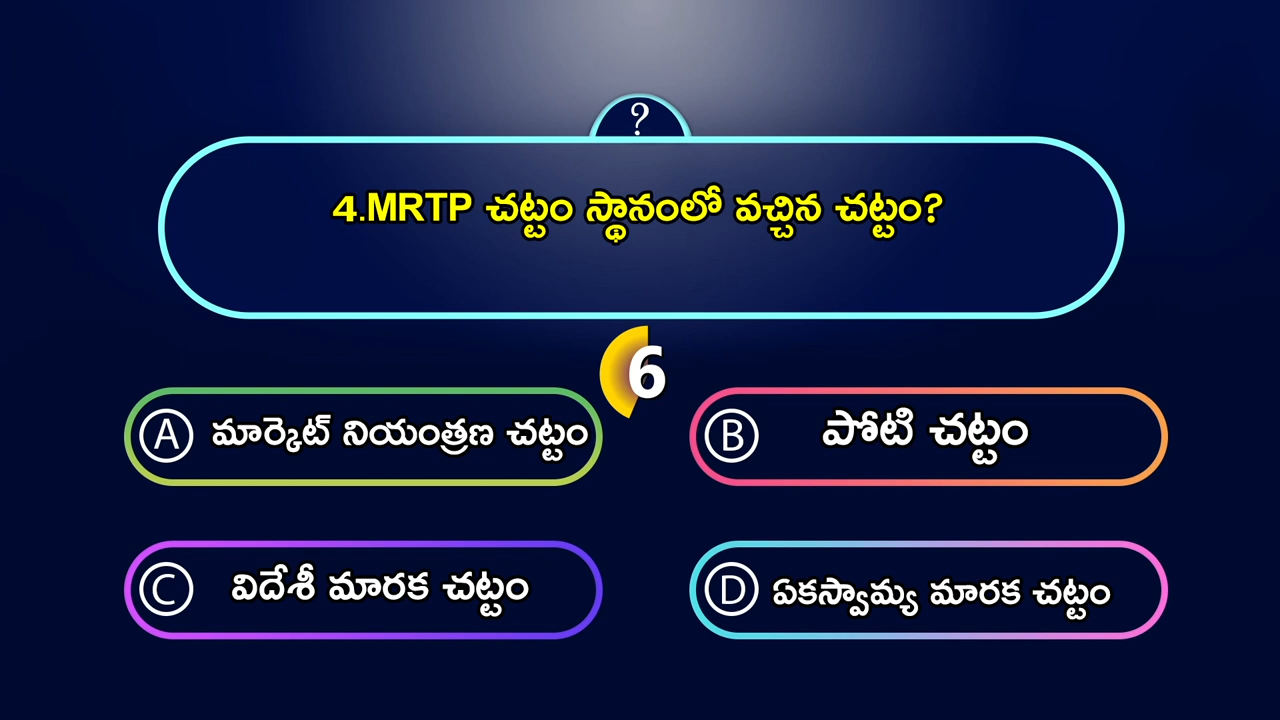 ?
4.MRTP చట్టం స్థానంలో వచ్చిన చట్టం?
6
A మార్కెట్ నియంత్రణ చట్టం
B పోటి చట్టం
C విదేశీ మారక చట్టం
D ఏకస్వామ్య మారక చట్టం